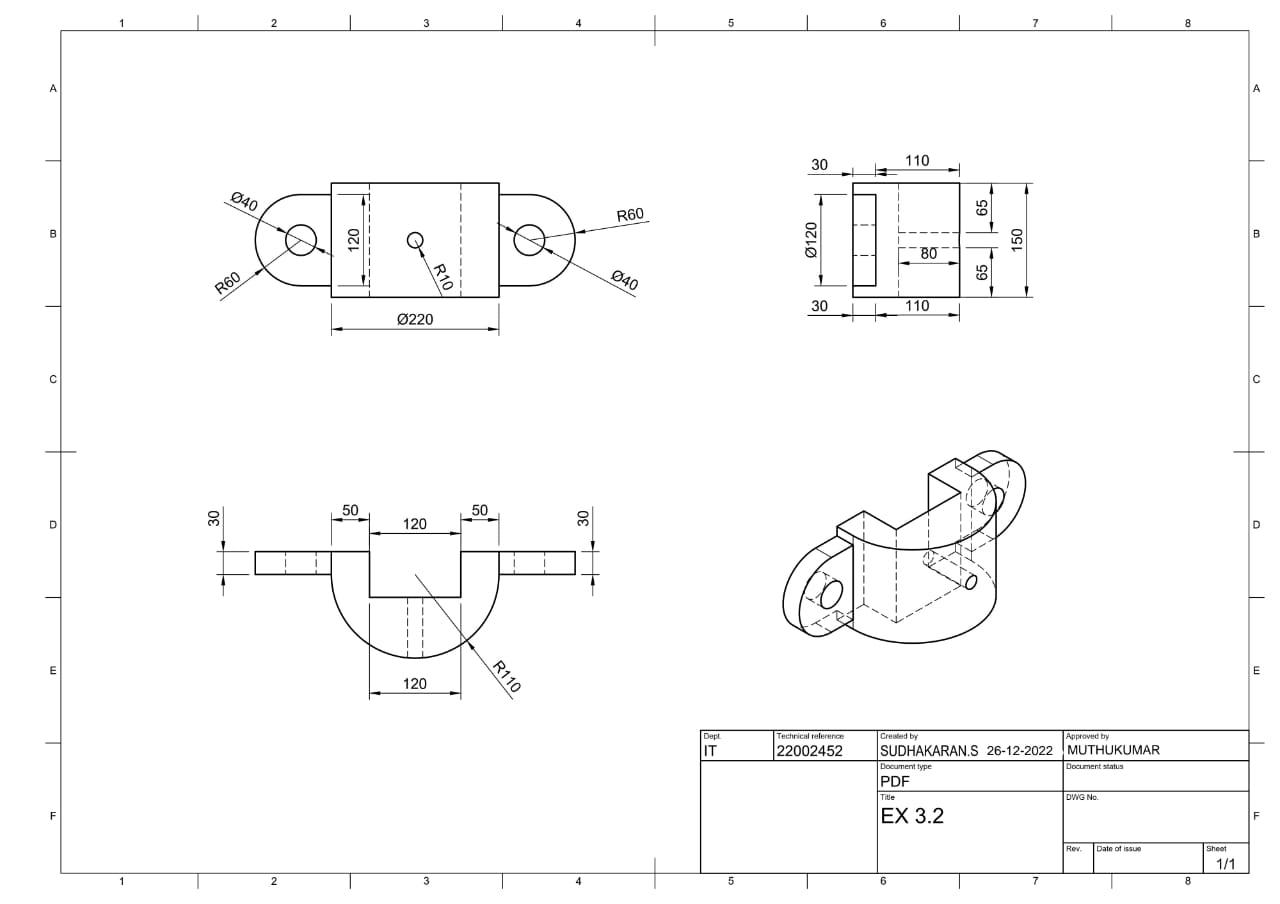 1 2 3 4 5 6 7 8
A A
30 110
Ø40 R60
65
B 120 Ø120 150 B
80
R60 R10 Ø40 65
30 110
Ø220
C C
50 50
30 120 30
D D
R110
E E
120
Dept. Technical reference Created by Approved by
IT 22002452 SUDHAKARAN.S 26-12-2022 MUTHUKUMAR
Document type Document status
PDF
Title DWG No.
EX 3.2
F F
Rev. Date of issue Sheet
1/1
1 2 3 4 5 6 7 8